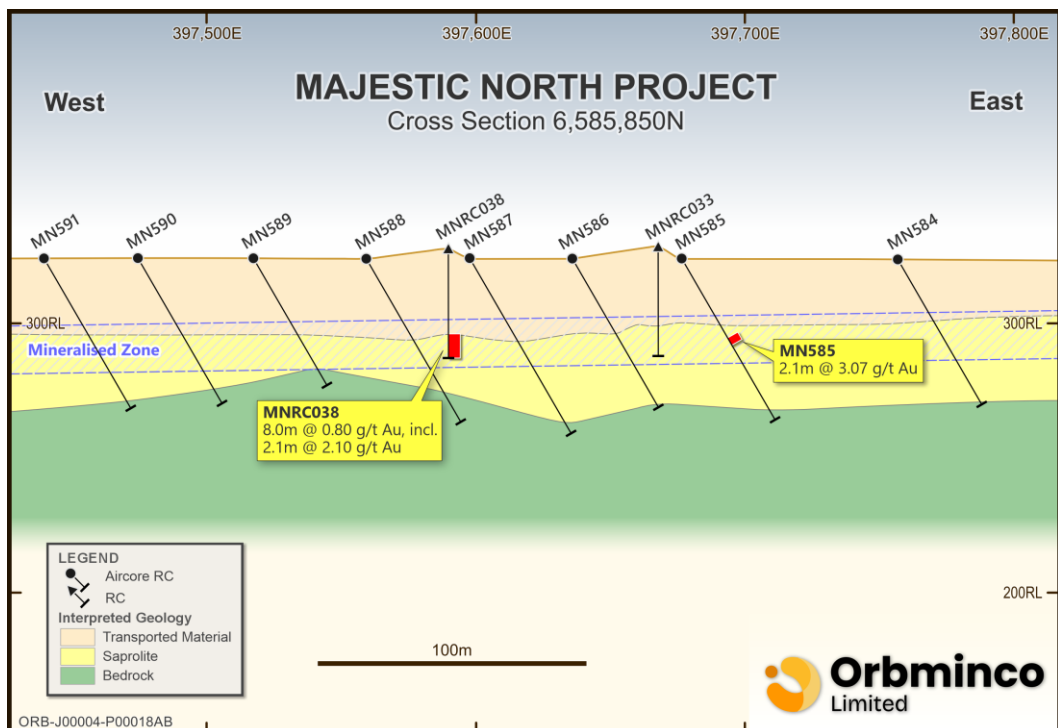 397,500E
397,600E
397,700E
397,800E
MAJESTIC NORTH PROJECT
Cross Section 6,585,850N
West
East
MN591
MN590
MN589
MN588
MNRC038
MN587
MN586
MNRC033
MN585
MN584
300RL
300RL
Mineralised Zone
MN585
2.1m @ 3.07 g/t Au
MNRC038
8.0m @ 0.80 g/t Au, incl.
2.1m @ 2.10 g/t Au
LEGEND
Aircore RC
RC
Interpreted Geology
Transported Material
Saprolite
Bedrock
200RL
100m
Orbminco
Limited
ORB-J00004-P00018AB